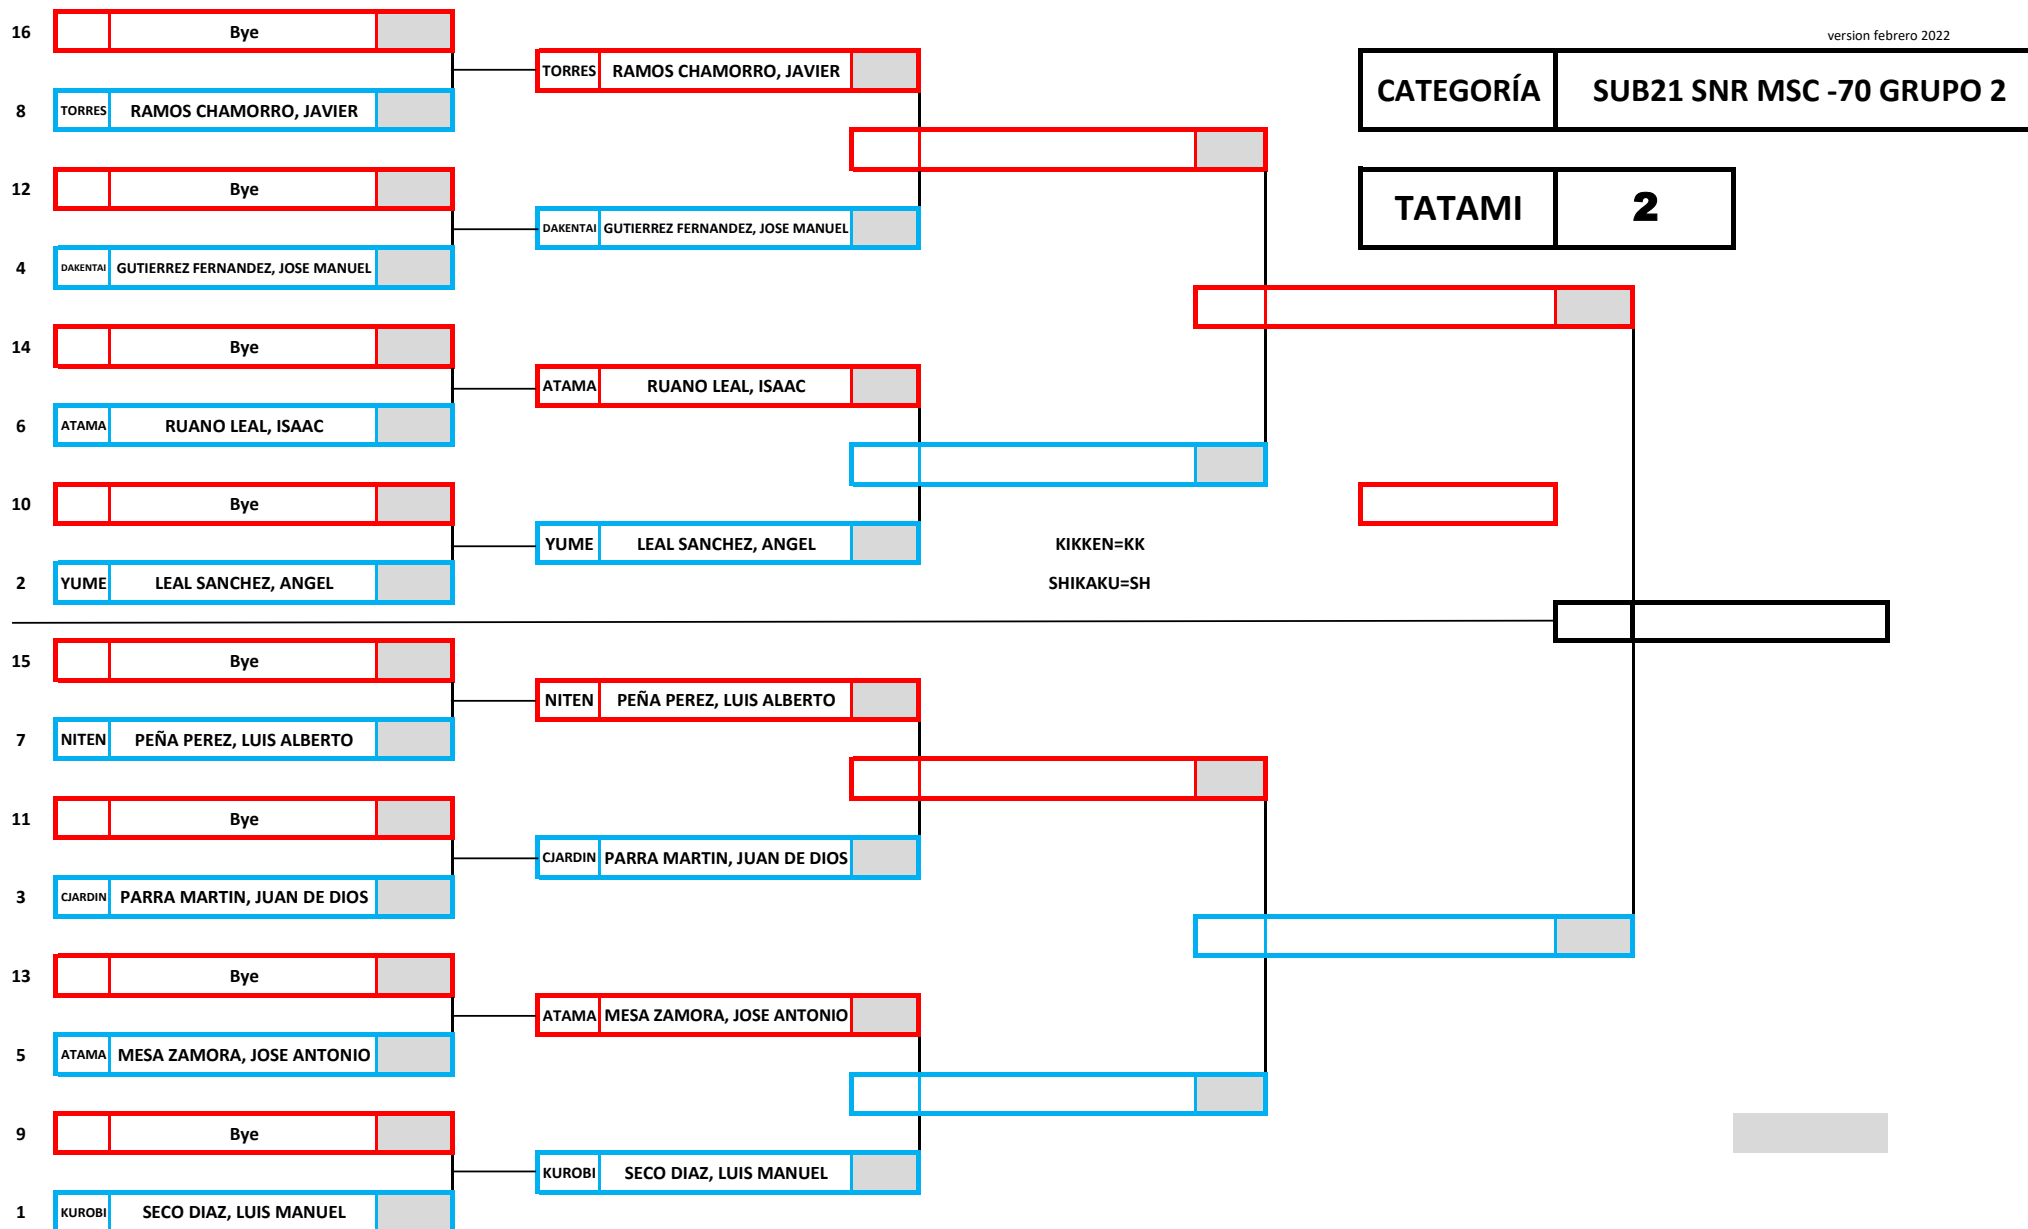 version febrero 2022
CATEGORÍA SUB21 SNR MSC -70 GRUPO 2
TATAMI 2
16 Bye
TORRES RAMOS CHAMORRO, JAVIER
8 TORRES RAMOS CHAMORRO, JAVIER
12 Bye
DAKENTAI GUTIERREZ FERNANDEZ, JOSE MANUEL
4 DAKENTAI GUTIERREZ FERNANDEZ, JOSE MANUEL
14 Bye
ATAMA RUANO LEAL, ISAAC
6 ATAMA RUANO LEAL, ISAAC
10 Bye
YUME LEAL SANCHEZ, ANGEL
KIKKEN=KK
2 YUME LEAL SANCHEZ, ANGEL
SHIKAKU=SH
15 Bye
NITEN PEÑA PEREZ, LUIS ALBERTO
7 NITEN PEÑA PEREZ, LUIS ALBERTO
11 Bye
CJARDIN PARRA MARTIN, JUAN DE DIOS
3 CJARDIN PARRA MARTIN, JUAN DE DIOS
13 Bye
ATAMA MESA ZAMORA, JOSE ANTONIO
5 ATAMA MESA ZAMORA, JOSE ANTONIO
9 Bye
KUROBI SECO DIAZ, LUIS MANUEL
1 KUROBI SECO DIAZ, LUIS MANUEL